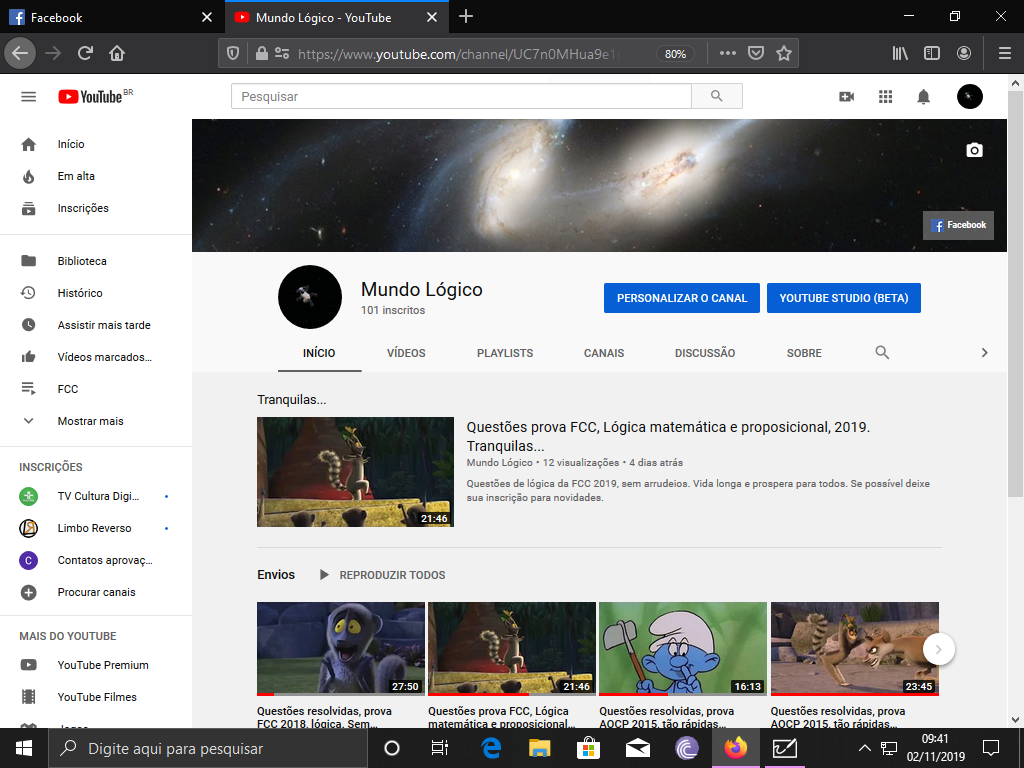 Facebook
Mundo Lógico - YouTube
https://www.youtube.com/channel/UC7n0MHua9e1
80%
YouTube BR
Pesquisar
Início
Em alta
Inscrições
Biblioteca
Histórico
Assistir mais tarde
Vídeos marcados...
FCC
Mostrar mais
INSCRIÇÕES
TV Cultura Digi...
Limbo Reverso
C
Contatos aprovaç...
Procurar canais
MAIS DO YOUTUBE
YouTube Premium
YouTube Filmes
Facebook
Mundo Lógico
101 inscritos
PERSONALIZAR O CANAL
YOUTUBE STUDIO (BETA)
INÍCIO VÍDEOS PLAYLISTS CANAIS DISCUSSÃO SOBRE
Tranquilas...
21:46
Questões prova FCC, Lógica matemática e proposicional, 2019.
Tranquilas...
Mundo Lógico • 12 visualizações • 4 dias atrás
Questões de lógica da FCC 2019, sem arrudeios. Vida longa e prospera para todos. Se possível deixe
sua inscrição para novidades.
Envios
REPRODUZIR TODOS
27:50
21:46
16:13
23:45
Questões resolvidas, prova
FCC 2018, lógica. Sem...
Questões prova FCC, Lógica
matemática e proposicional...
Questões resolvidas, prova
AOCP 2015, tão rápidas...
Questões resolvidas, prova
AOCP 2015, tão rápidas...
Digite aqui para pesquisar
09:41
02/11/2019